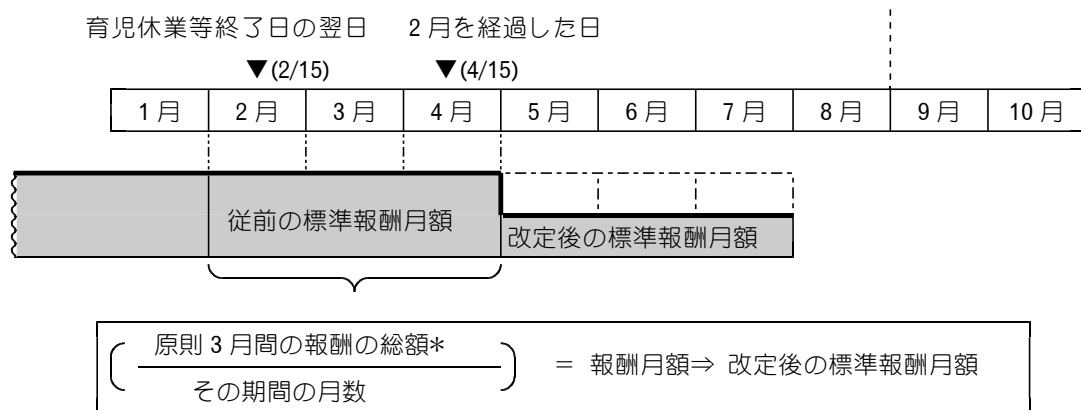 育児休業等終了日の翌日 2月を経過した日
▼(2/15) ▼(4/15)
1月 2月 3月 4月 5月 6月 7月 8月 9月 10月
従前の標準報酬月額
改定後の標準報酬月額
原則3月間の報酬の総額*
その期間の月数
= 報酬月額⇒ 改定後の標準報酬月額